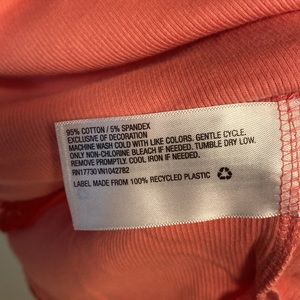 95% COTTON / 5% SPANDEX
EXCLUSIVE OF DECORATION
MACHINE WASH COLD WITH LIKE COLORS. GENTLE CYCLE.
ONLY NON-CHLORINE BLEACH IF NEEDED. TUMBLE DRY LOW.
REMOVE PROMPTLY. COOL IRON IF NEEDED.
RN17730 VN1042782
LABEL MADE FROM 100% RECYCLED PLASTIC